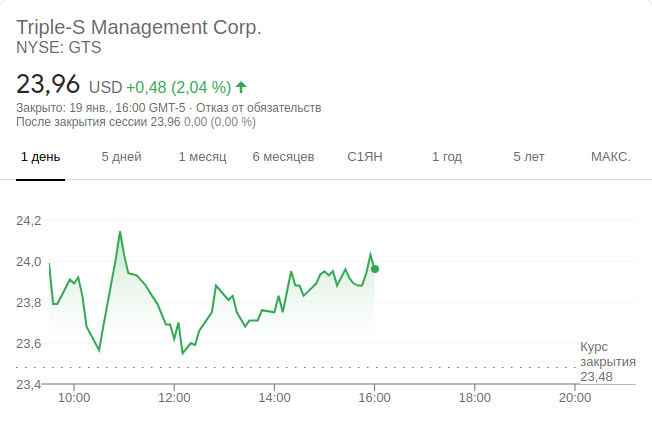 Triple-S Management Corp.
NYSE: GTS
23,96 USD +0,48 (2,04 %)
Закрыто: 19 янв., 16:00 GMT-5 · Отказ от обязательств
После закрытия сессии 23,96 0,00 (0,00 %)
1 день 5 дней 1 месяц 6 месяцев С1ЯН 1 год 5 лет МАКС.
24,2
24,0
23,8
23,6
23,4
Курс
закрытия
23,48
10:00 12:00 14:00 16:00 18:00 20:00